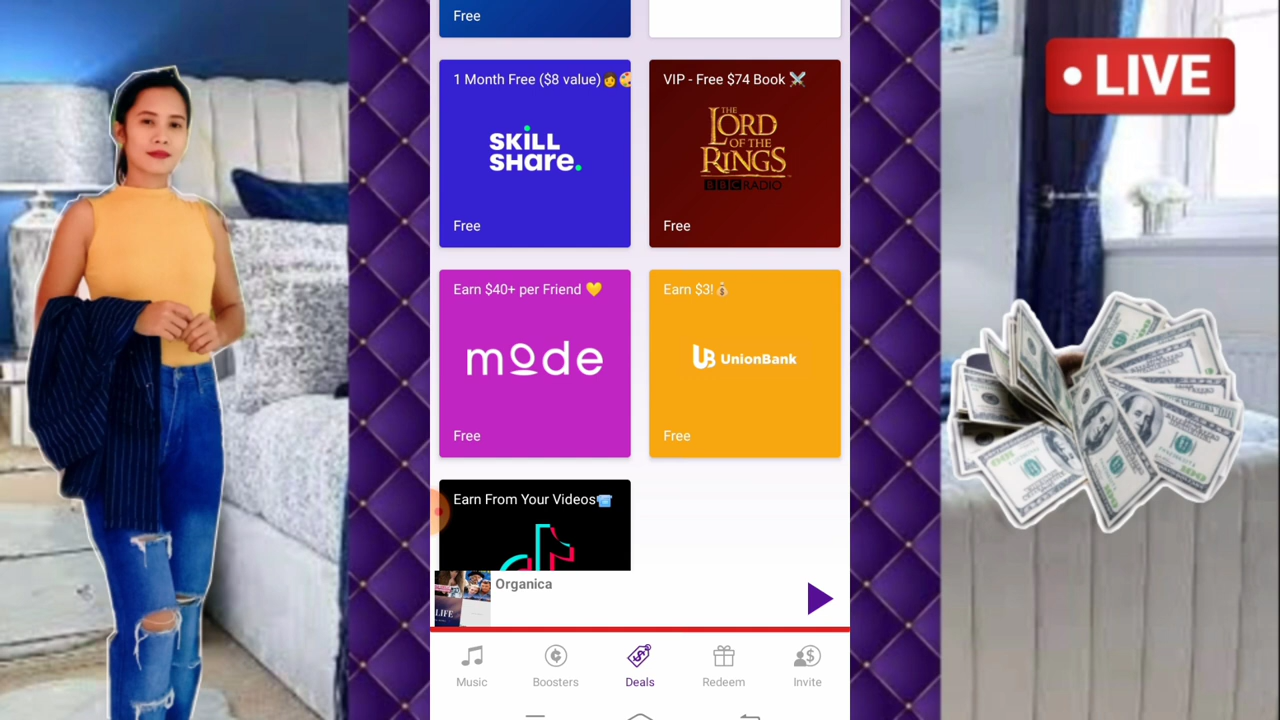 Free
1 Month Free ($8 value)
SKILL
SHARE.
Free
VIP - Free $74 Book
THE
LORD
OF THE
RINGS
BBC RADIO
Free
Earn $40+ per Friend
mode
Free
Earn $3!
UB UnionBank
Free
Earn From Your Videos
LIFE
Organica
Music
Boosters
Deals
Redeem
Invite
LIVE